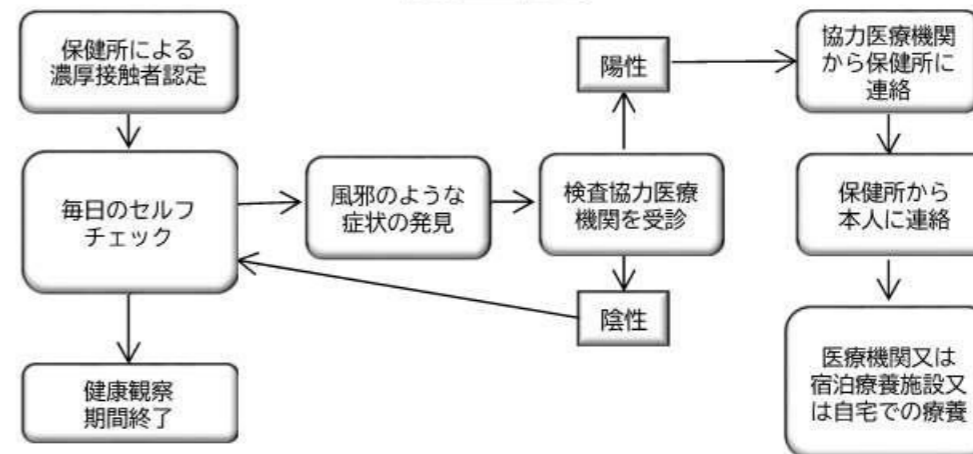 保健所による
濃厚接触者認定
毎日のセルフ
チェック
健康観察
期間終了
風邪のような
症状の発見
検査協力医療
機関を受診
陽性
陰性
協力医療機関
から保健所に
連絡
保健所から
本人に連絡
医療機関又は
宿泊療養施設又
は自宅での療養